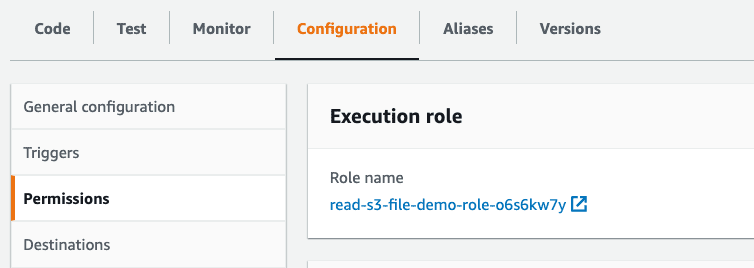 Code Test Monitor Configuration Aliases Versions
General configuration
Triggers
Permissions
Destinations
Execution role
Role name
read-s3-file-demo-role-o6s6kw7y